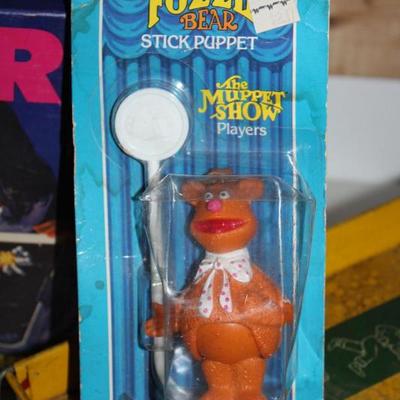 FOZZIE
BEAR
STICK PUPPET
The
MUPPET
SHOW
Players
R